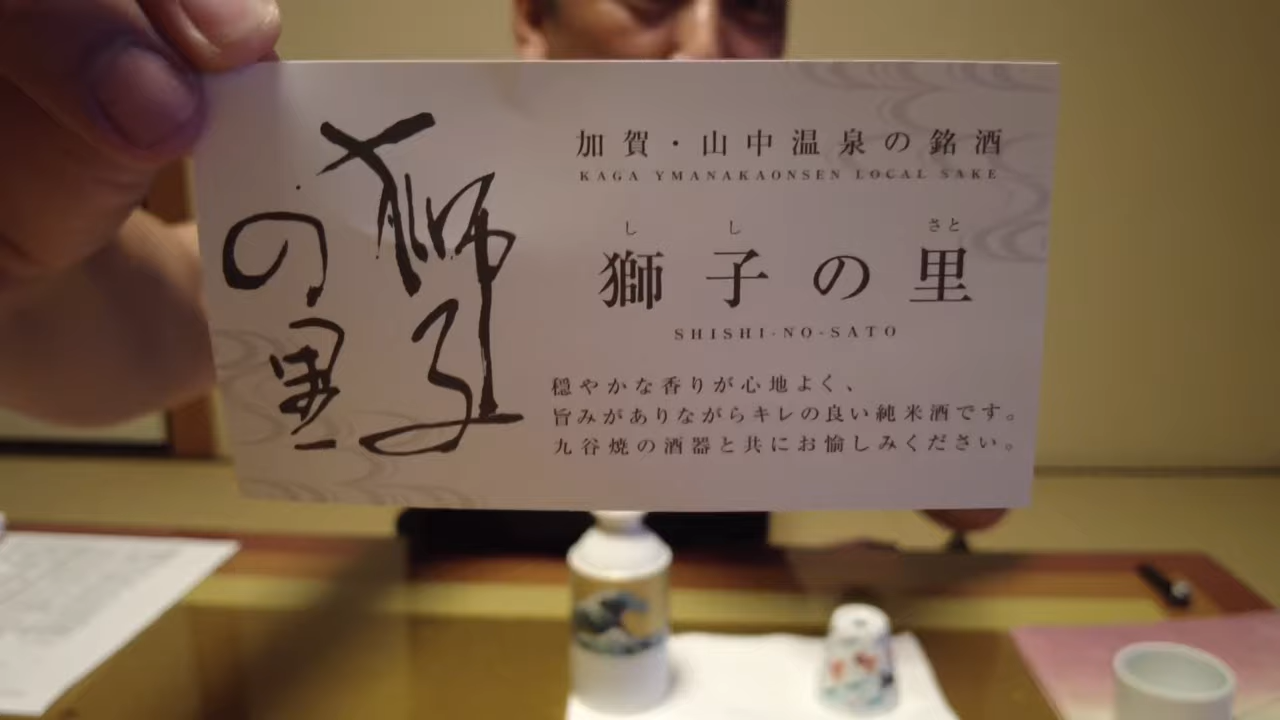 獅子
の里
加賀・山中温泉の銘酒
KAGA YMANAKAONSEN LOCAL SAKE
しし さと
獅子の里
SHISHI-NO-SATO
穏やかな香りが心地よく、
旨みがありながらキレの良い純米酒です。
九谷焼の酒器と共にお愉しみください。